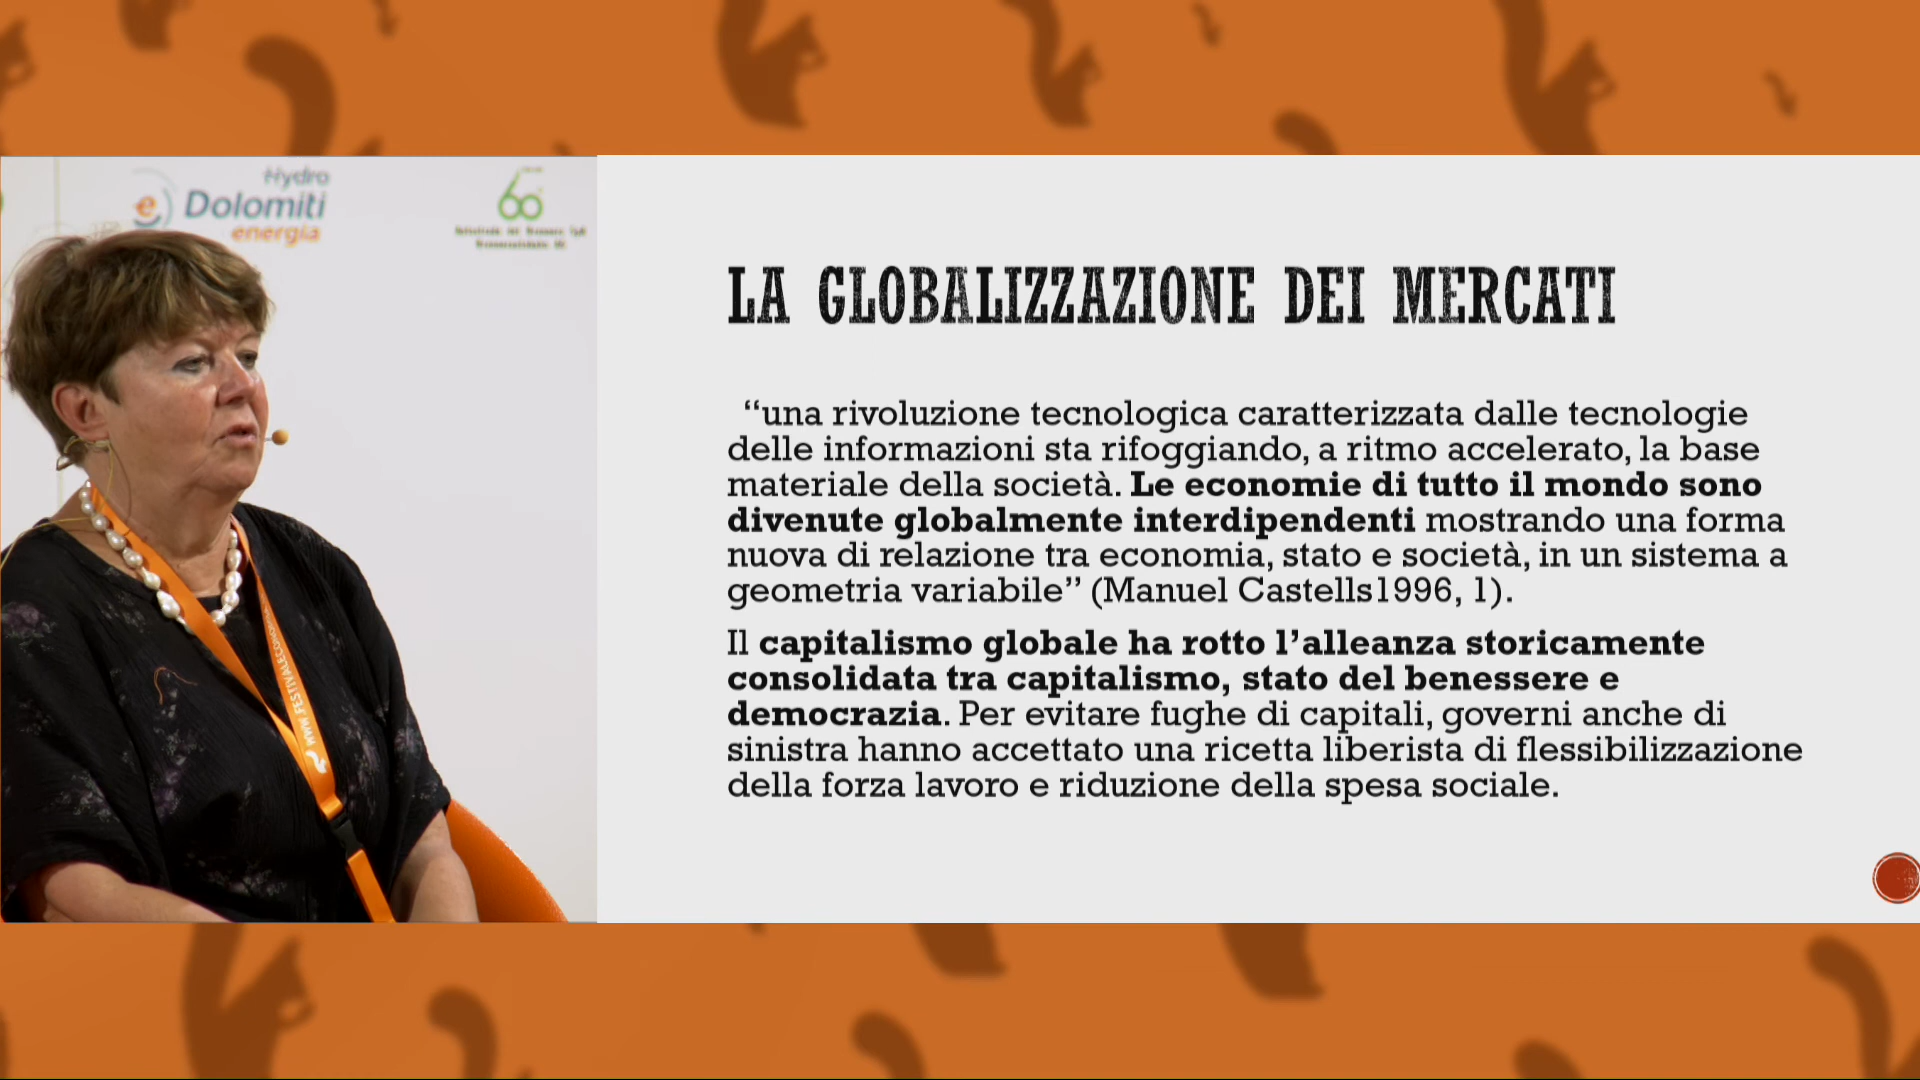 Hydro
Dolomiti
energia
60
LA GLOBALIZZAZIONE DEI MERCATI
“una rivoluzione tecnologica caratterizzata dalle tecnologie
delle informazioni sta rifoggiando, a ritmo accelerato, la base
materiale della società. Le economie di tutto il mondo sono
divenute globalmente interdipendenti mostrando una forma
nuova di relazione tra economia, stato e società, in un sistema a
geometria variabile” (Manuel Castells1996, 1).
Il capitalismo globale ha rotto l’alleanza storicamente
consolidata tra capitalismo, stato del benessere e
democrazia. Per evitare fughe di capitali, governi anche di
sinistra hanno accettato una ricetta liberista di flessibilizzazione
della forza lavoro e riduzione della spesa sociale.